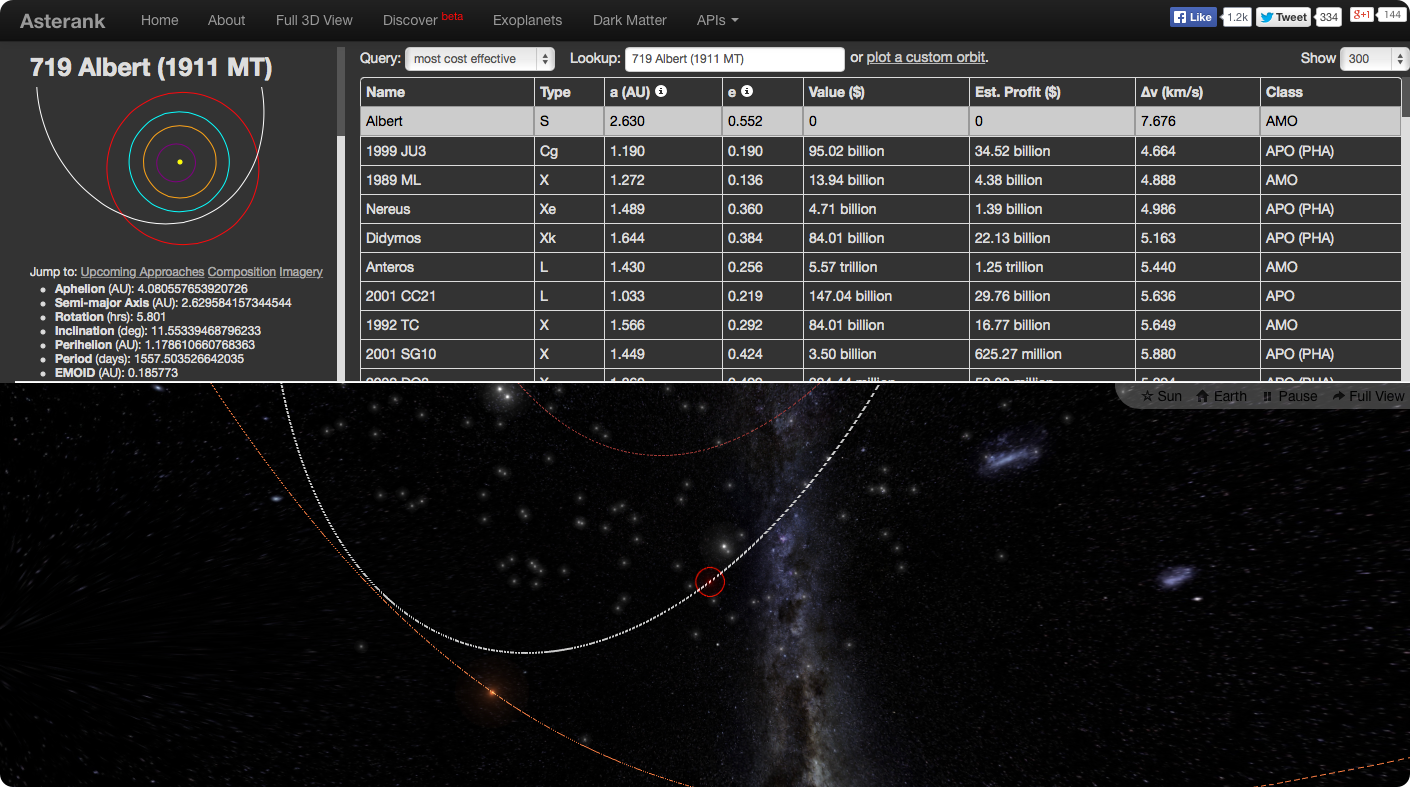 Asterank Home About Full 3D View Discover beta Exoplanets Dark Matter APIs Like 1.2k Tweet 334 g+1 144
719 Albert (1911 MT)
Jump to: Upcoming Approaches Composition Imagery
Aphelion (AU): 4.080557653920726
Semi-major Axis (AU): 2.629584157344544
Rotation (hrs): 5.801
Inclination (deg): 11.55339468796233
Perihelion (AU): 1.178610660768363
Period (days): 1557.503526642035
EMOID (AU): 0.185773
Query: most cost effective Lookup: 719 Albert (1911 MT) or plot a custom orbit. Show 300
Name Type a (AU) e Value ($) Est. Profit ($) Δv (km/s) Class
Albert S 2.630 0.552 0 0 7.676 AMO
1999 JU3 Cg 1.190 0.190 95.02 billion 34.52 billion 4.664 APO (PHA)
1989 ML X 1.272 0.136 13.94 billion 4.38 billion 4.888 AMO
Nereus Xe 1.489 0.360 4.71 billion 1.39 billion 4.986 APO (PHA)
Didymos Xk 1.644 0.384 84.01 billion 22.13 billion 5.163 APO (PHA)
Anteros L 1.430 0.256 5.57 trillion 1.25 trillion 5.440 AMO
2001 CC21 L 1.033 0.219 147.04 billion 29.76 billion 5.636 APO
1992 TC X 1.566 0.292 84.01 billion 16.77 billion 5.649 AMO
2001 SG10 X 1.449 0.424 3.50 billion 625.27 million 5.880 APO (PHA)
Sun Earth Pause Full View